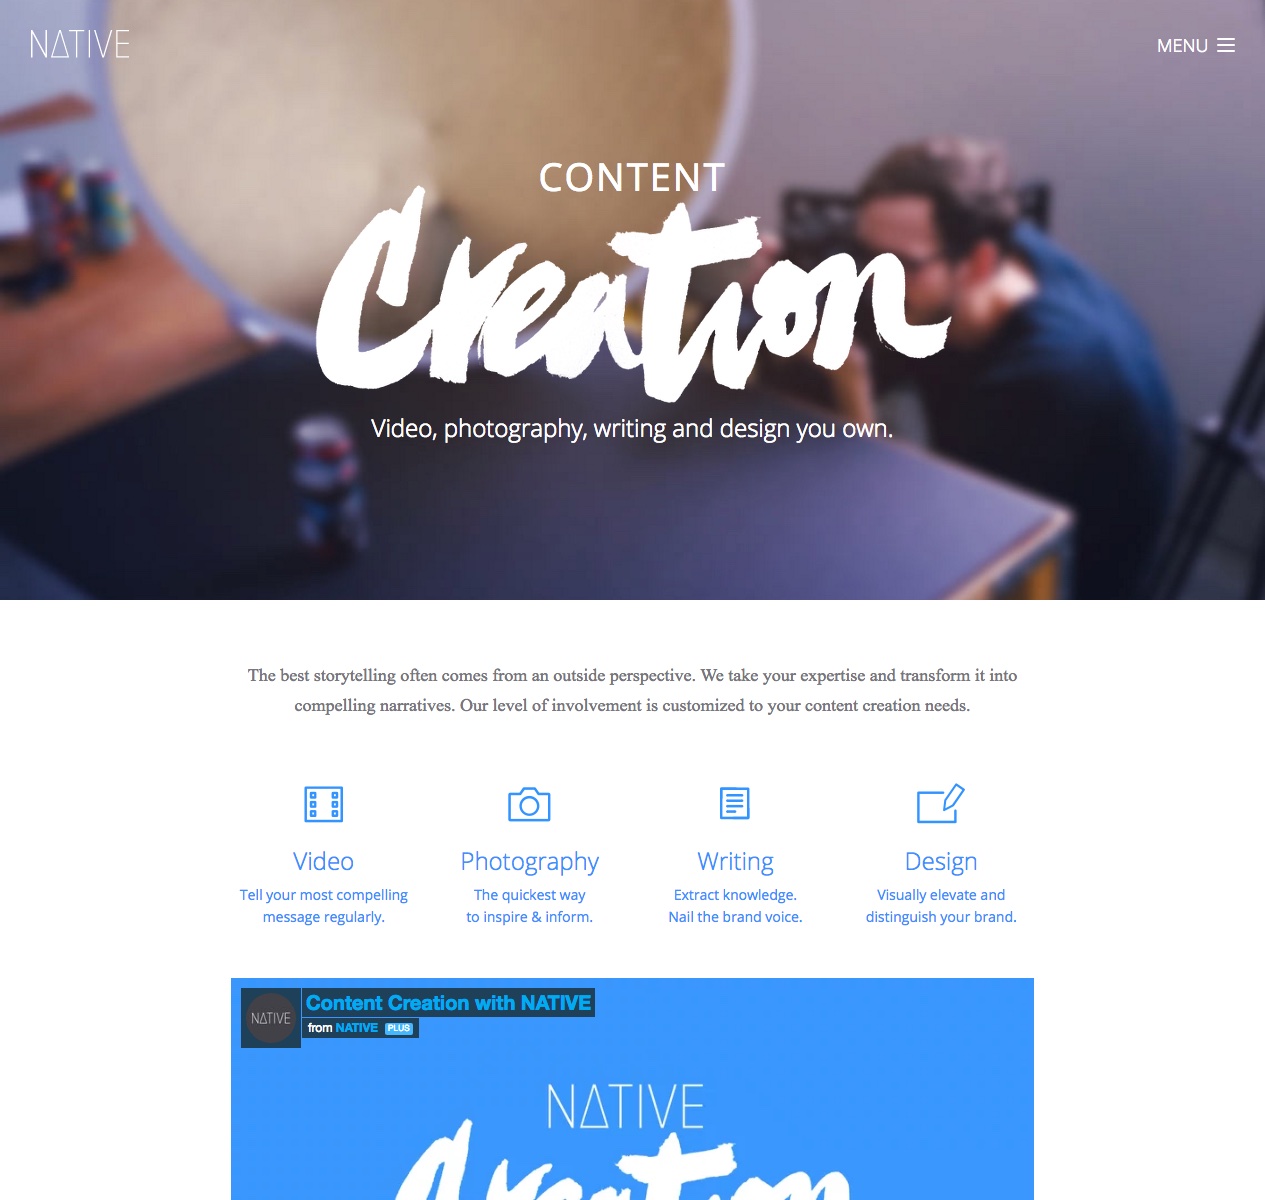 NATIVE
MENU
CONTENT
Creation
Video, photography, writing and design you own.
The best storytelling often comes from an outside perspective. We take your expertise and transform it into
compelling narratives. Our level of involvement is customized to your content creation needs.
Video
Tell your most compelling
message regularly.
Photography
The quickest way
to inspire & inform.
Writing
Extract knowledge.
Nail the brand voice.
Design
Visually elevate and
distinguish your brand.
NATIVE
Content Creation with NATIVE
from NATIVE PLUS
NATIVE
Creation